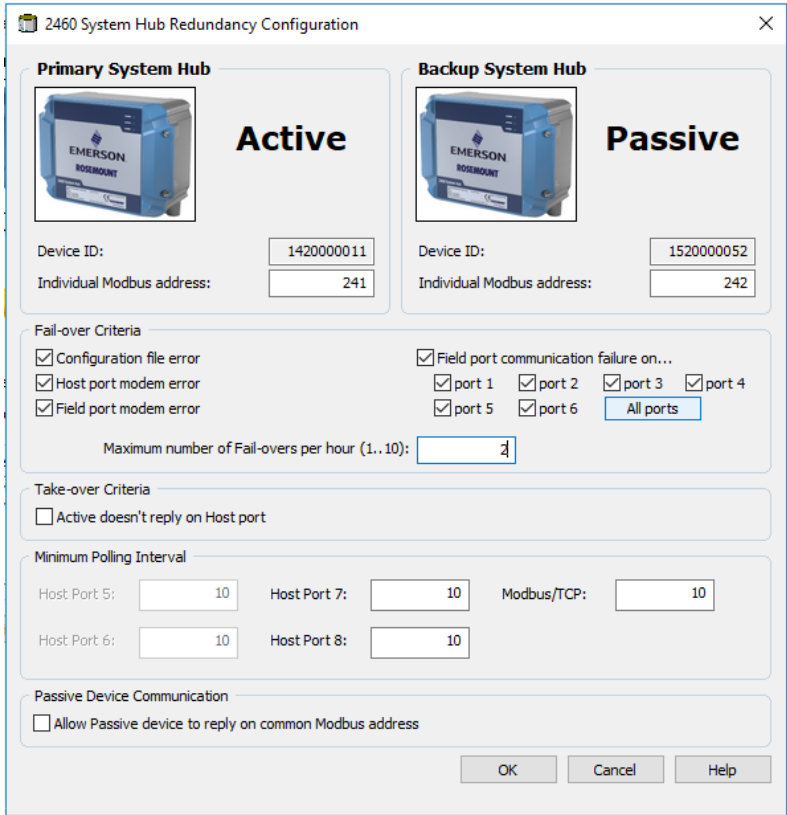 2460 System Hub Redundancy Configuration
Primary System Hub
EMERSON
ROSEMOUNT
Active
Device ID: 1420000011
Individual Modbus address: 241
Backup System Hub
EMERSON
ROSEMOUNT
Passive
Device ID: 1520000052
Individual Modbus address: 242
Fail-over Criteria
Configuration file error
Host port modem error
Field port modem error
Field port communication failure on...
port 1 port 2 port 3 port 4
port 5 port 6 All ports
Maximum number of Fail-overs per hour (1..10): 2
Take-over Criteria
Active doesn't reply on Host port
Minimum Polling Interval
Host Port 5: 10 Host Port 7: 10 Modbus/TCP: 10
Host Port 6: 10 Host Port 8: 10
Passive Device Communication
Allow Passive device to reply on common Modbus address
OK Cancel Help